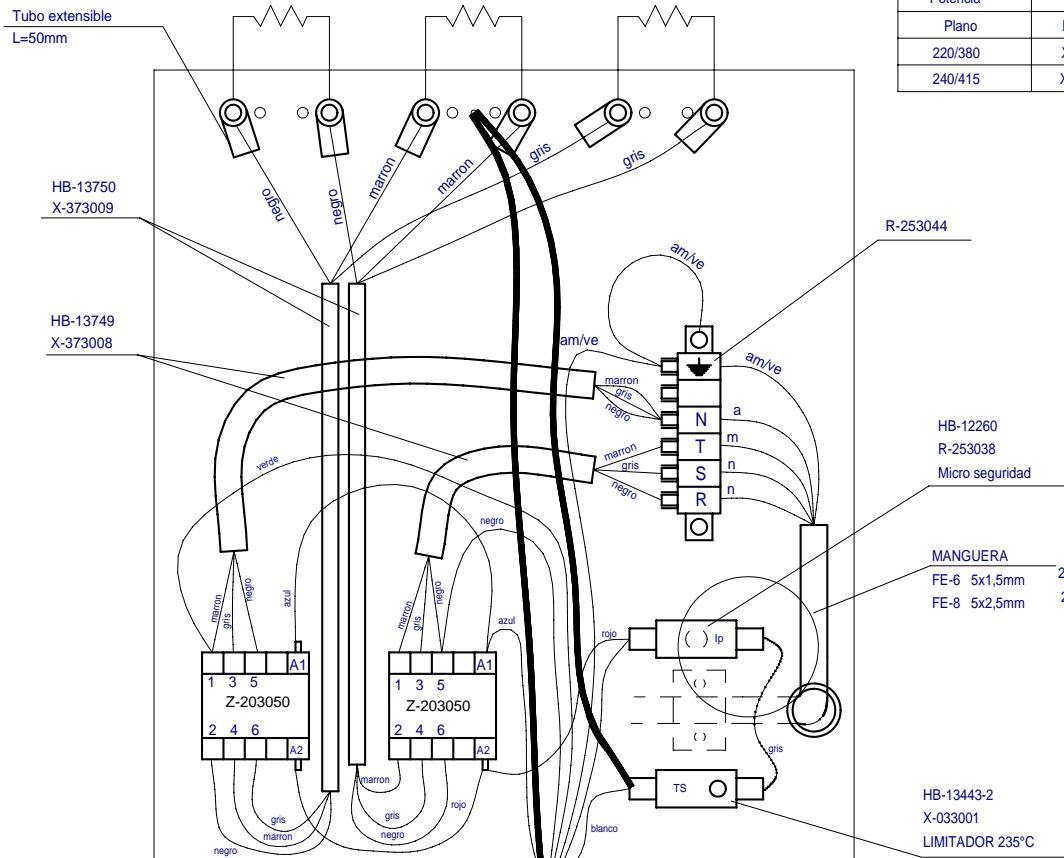 Tubo extensible
L=50mm
Plano
220/380
240/415
gris
marron
marron
gris
negro
negro
HB-13750
X-373009
R-253044
am/ve
HB-13749
X-373008
am/ve
am/ve
marron
gris
negro
N
a
T
m
S
n
R
n
HB-12260
R-253038
Micro seguridad
verde
marron
gris
negro
negro
MANGUERA
FE-6 5x1,5mm
FE-8 5x2,5mm
2
2
marron
gris
negro
azul
marron
gris
negro
azul
rojo
( ) Ip
A1
1 3 5
Z-203050
2 4 6
A2
A1
1 3 5
Z-203050
2 4 6
A2
( )
( )
gris
marron
gris
negro
rojo
TS
blanco
gris
marron
negro
HB-13443-2
X-033001
LIMITADOR 235ºC